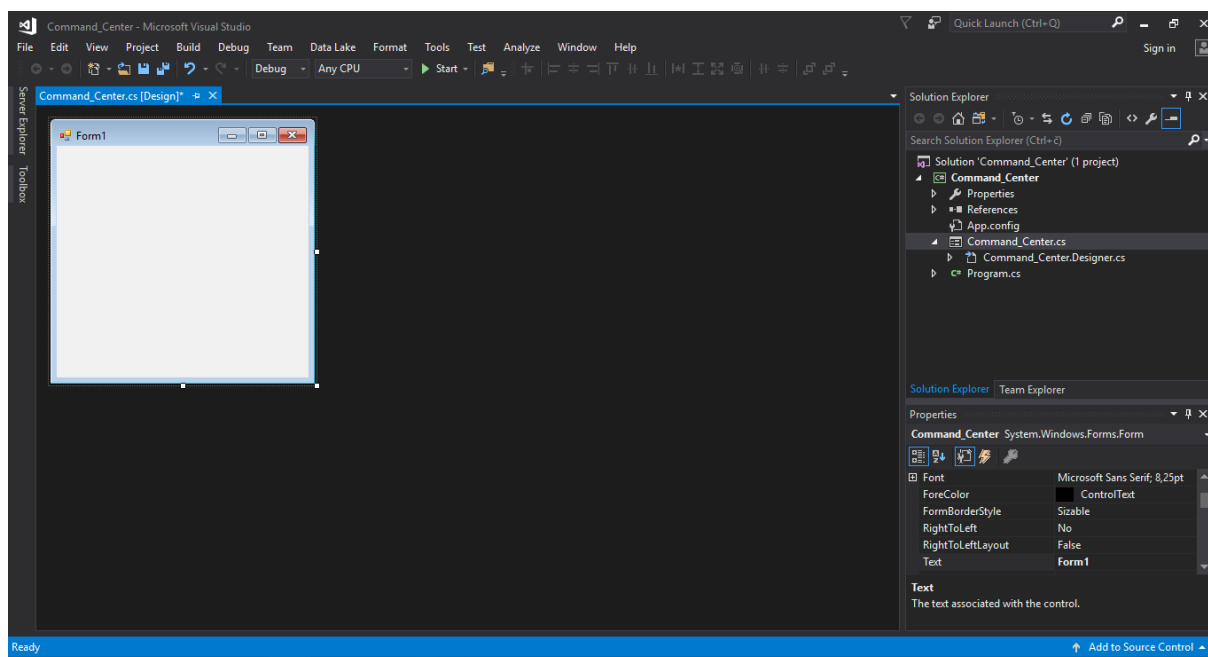 Command_Center - Microsoft Visual Studio
Quick Launch (Ctrl+Q)
File Edit View Project Build Debug Team Data Lake Format Tools Test Analyze Window Help
Sign in
Debug Any CPU Start
Server Explorer
Toolbox
Command_Center.cs [Design]*
Form1
Solution Explorer
Search Solution Explorer (Ctrl+č)
Solution 'Command_Center' (1 project)
Command_Center
Properties
References
App.config
Command_Center.cs
Command_Center.Designer.cs
C# Program.cs
Solution Explorer Team Explorer
Properties
Command_Center System.Windows.Forms.Form
Font Microsoft Sans Serif; 8,25pt
ForeColor ControlText
FormBorderStyle Sizable
RightToLeft No
RightToLeftLayout False
Text Form1
Text
The text associated with the control.
Ready
Add to Source Control